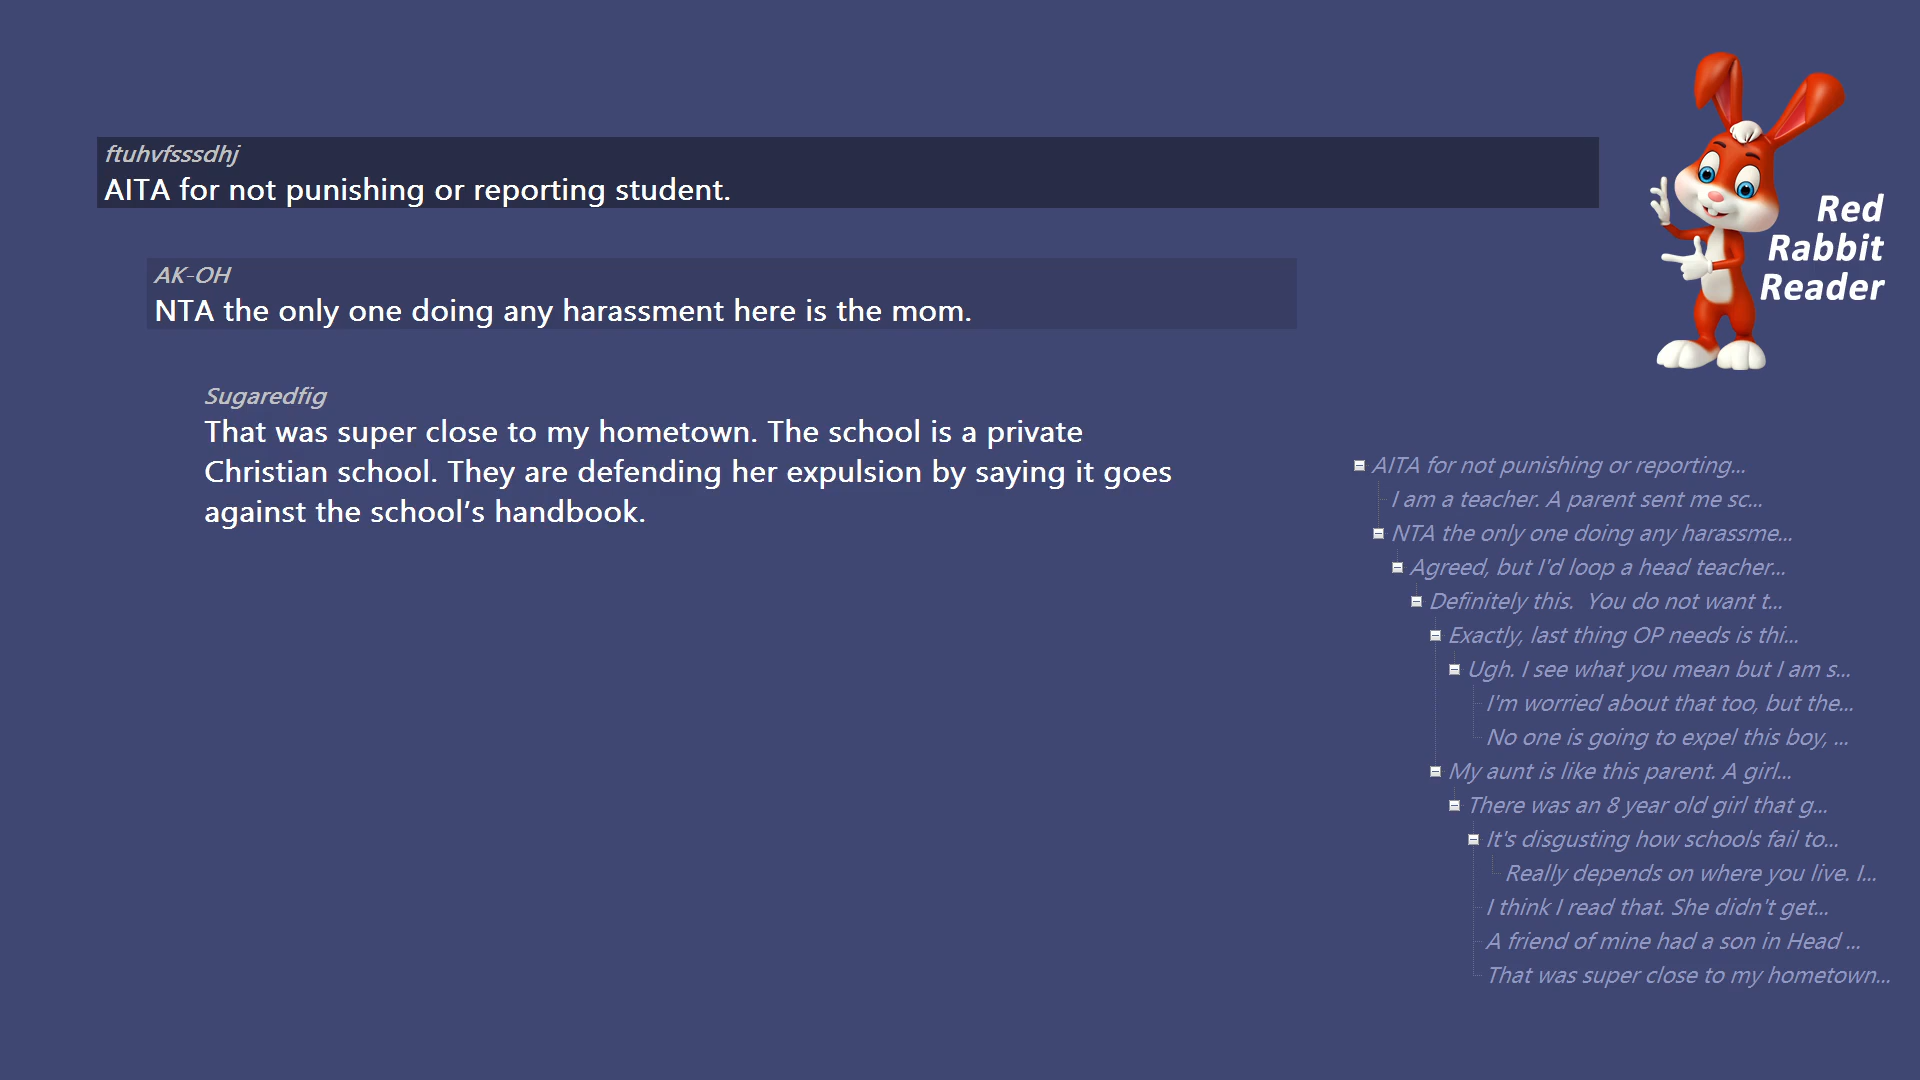 ftuhvfsssdhj
AITA for not punishing or reporting student.
AK-OH
NTA the only one doing any harassment here is the mom.
Sugaredfig
That was super close to my hometown. The school is a private
Christian school. They are defending her expulsion by saying it goes
against the school’s handbook.
Red
Rabbit
Reader
AITA for not punishing or reporting...
I am a teacher. A parent sent me sc...
NTA the only one doing any harassme...
Agreed, but I'd loop a head teacher...
Definitely this.  You do not want t...
Exactly, last thing OP needs is thi...
Ugh. I see what you mean but I am s...
I'm worried about that too, but the...
No one is going to expel this boy, ...
My aunt is like this parent. A girl...
There was an 8 year old girl that g...
It's disgusting how schools fail to...
Really depends on where you live. I...
I think I read that. She didn't get...
A friend of mine had a son in Head ...
That was super close to my hometown...